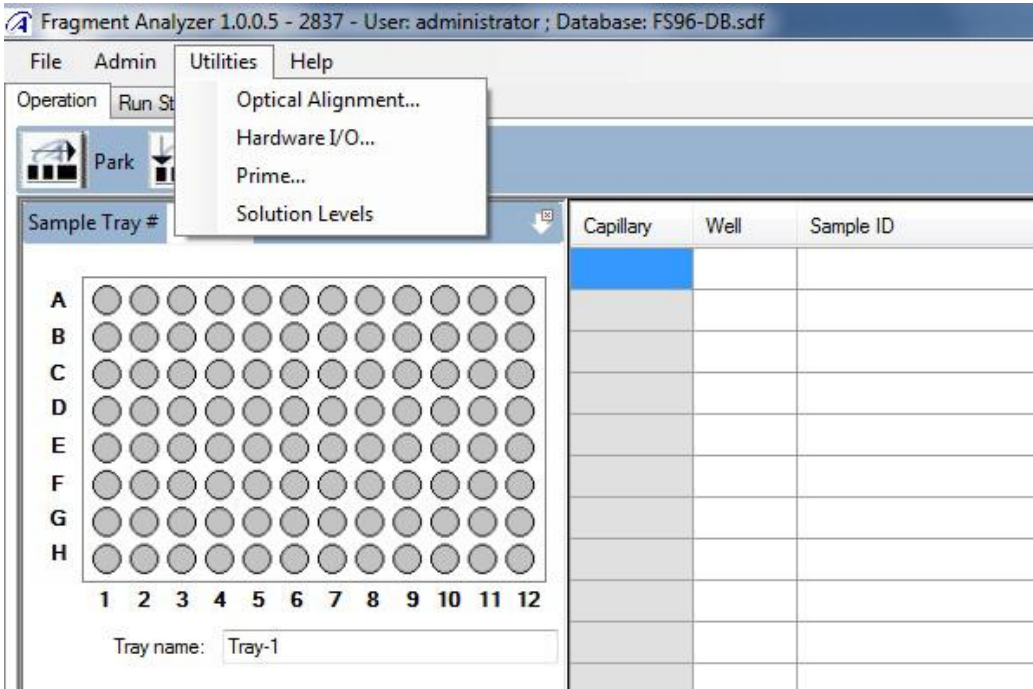 Fragment Analyzer 1.0.0.5 - 2837 - User: administrator ; Database: FS96-DB.sdf
File Admin Utilities Help
Operation Run St
Optical Alignment...
Hardware I/O...
Prime...
Solution Levels
Park
Sample Tray #
Capillary Well Sample ID
A
B
C
D
E
F
G
H
1 2 3 4 5 6 7 8 9 10 11 12
Tray name: Tray-1